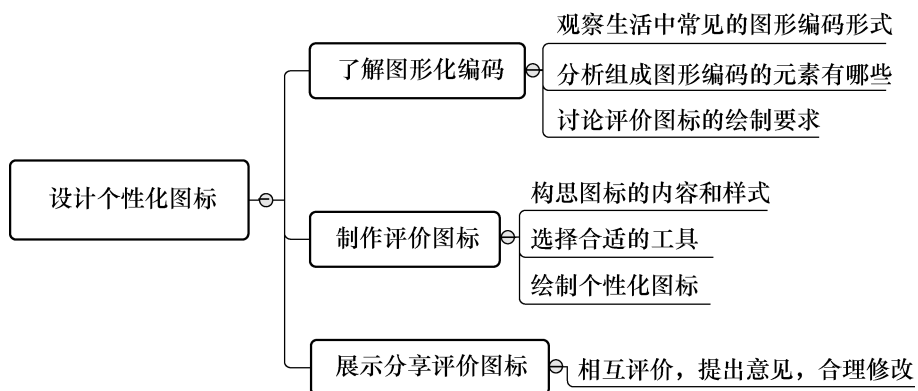 设计个性化图标
了解图形化编码
观察生活中常见的图形编码形式
分析组成图形编码的元素有哪些
讨论评价图标的绘制要求
制作评价图标
构思图标的内容和样式
选择合适的工具
绘制个性化图标
展示分享评价图标
相互评价，提出意见，合理修改